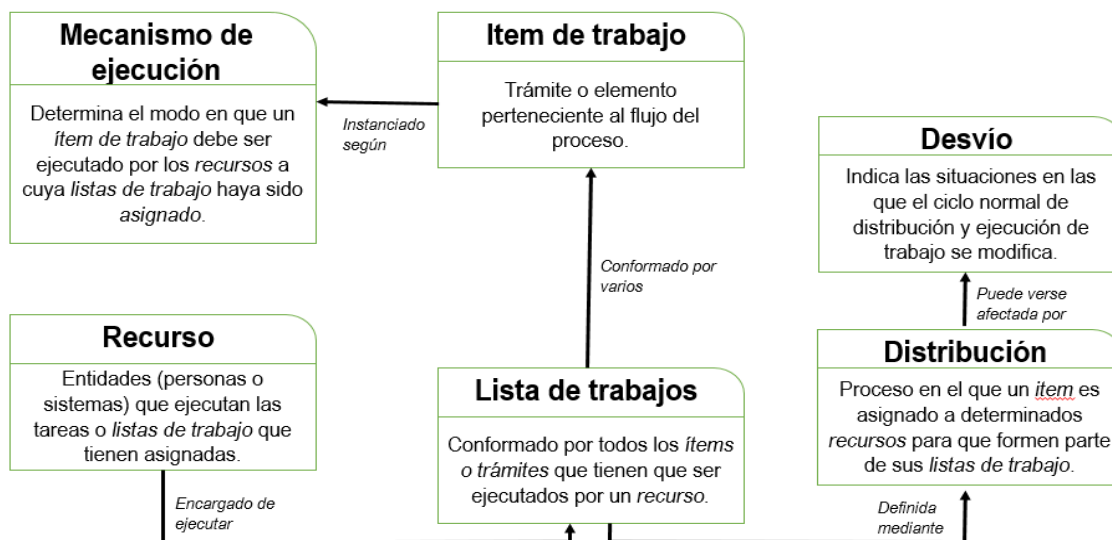 Mecanismo de
ejecución
Determina el modo en que un
ítem de trabajo debe ser
ejecutado por los recursos a
cuya listas de trabajo haya sido
asignado.
Instanciado
según
Item de trabajo
Trámite o elemento
perteneciente al flujo del
proceso.
Desvío
Indica las situaciones en las
que el ciclo normal de
distribución y ejecución de
trabajo se modifica.
Conformado por
varios
Puede verse
afectada por
Recurso
Entidades (personas o
sistemas) que ejecutan las
tareas o listas de trabajo que
tienen asignadas.
Encargado de
ejecutar
Lista de trabajos
Conformado por todos los ítems
o trámites que tienen que ser
ejecutados por un recurso.
Distribución
Proceso en el que un ítem es
asignado a determinados
recursos para que formen parte
de sus listas de trabajo.
Definida
mediante